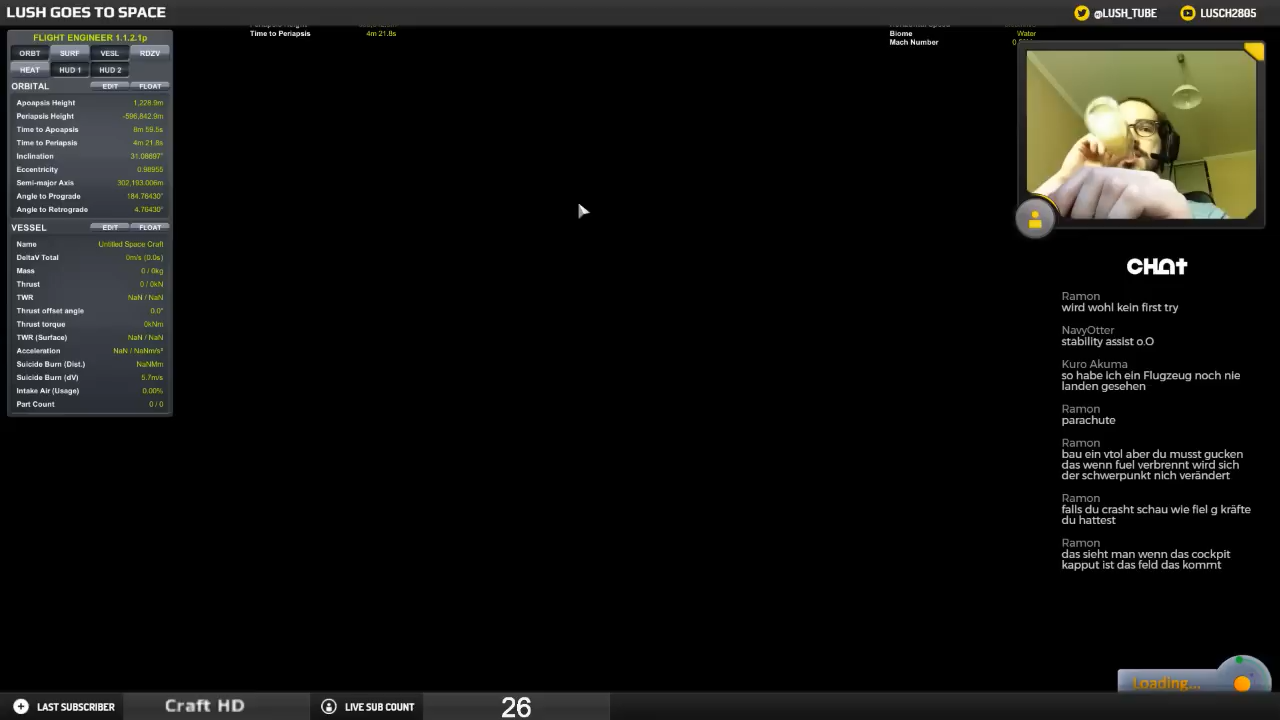 LUSH GOES TO SPACE
@LUSH_TUBE
LUSCH2805
FLIGHT ENGINEER 1.1.2.1p
ORBT SURF VESL RDZV
HEAT HUD 1 HUD 2
ORBITAL EDIT FLOAT
Apoapsis Height 1,228.9m
Periapsis Height -596,842.9m
Time to Apoapsis 8m 59.5s
Time to Periapsis 4m 21.8s
Inclination 31.08697°
Eccentricity 0.98955
Semi-major Axis 302,193.006m
Angle to Prograde 184.76430°
Angle to Retrograde 4.76430°
VESSEL EDIT FLOAT
Name Untitled Space Craft
DeltaV Total 0m/s (0.0s)
Mass 0 / 0kg
Thrust 0 / 0kN
TWR NaN / NaN
Thrust offset angle 0.0°
Thrust torque 0kNm
TWR (Surface) NaN / NaN
Acceleration NaN / NaNm/s²
Suicide Burn (Dist.) NaNMm
Suicide Burn (dV) 5.7m/s
Intake Air (Usage) 0.00%
Part Count 0 / 0
Time to Periapsis 4m 21.8s
Biome Water
Mach Number
CHAt
Ramon
wird wohl kein first try
NavyOtter
stability assist o.O
Kuro Akuma
so habe ich ein Flugzeug noch nie
landen gesehen
Ramon
parachute
Ramon
bau ein vtol aber du musst gucken
das wenn fuel verbrennt wird sich
der schwerpunkt nich verändert
Ramon
falls du crasht schau wie fiel g kräfte
du hattest
Ramon
das sieht man wenn das cockpit
kapput ist das feld das kommt
Loading...
LAST SUBSCRIBER Craft HD LIVE SUB COUNT 26